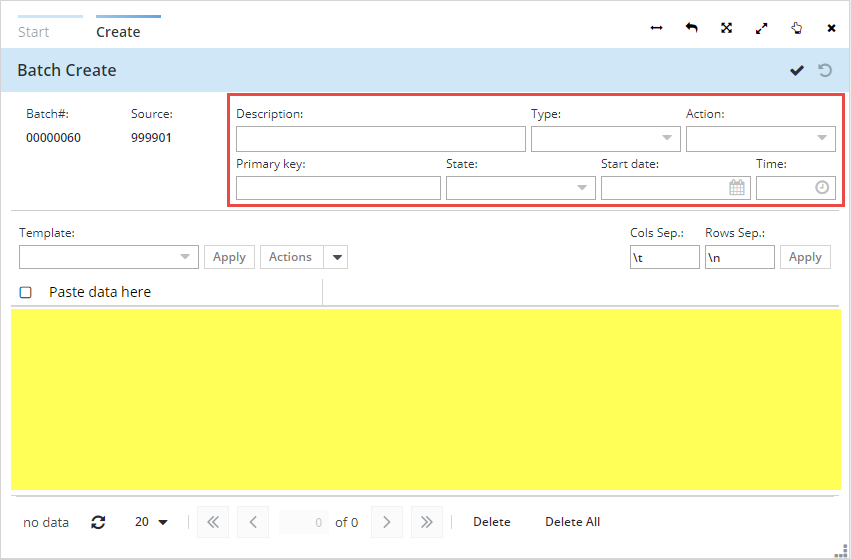 Start Create
Batch Create
Batch#: Source: Description: Type: Action:
00000060 999901
Primary key: State: Start date: Time:
Template: Cols Sep.: Rows Sep.:
Apply Actions \t \n Apply
Paste data here
no data 20 0 of 0 Delete Delete All